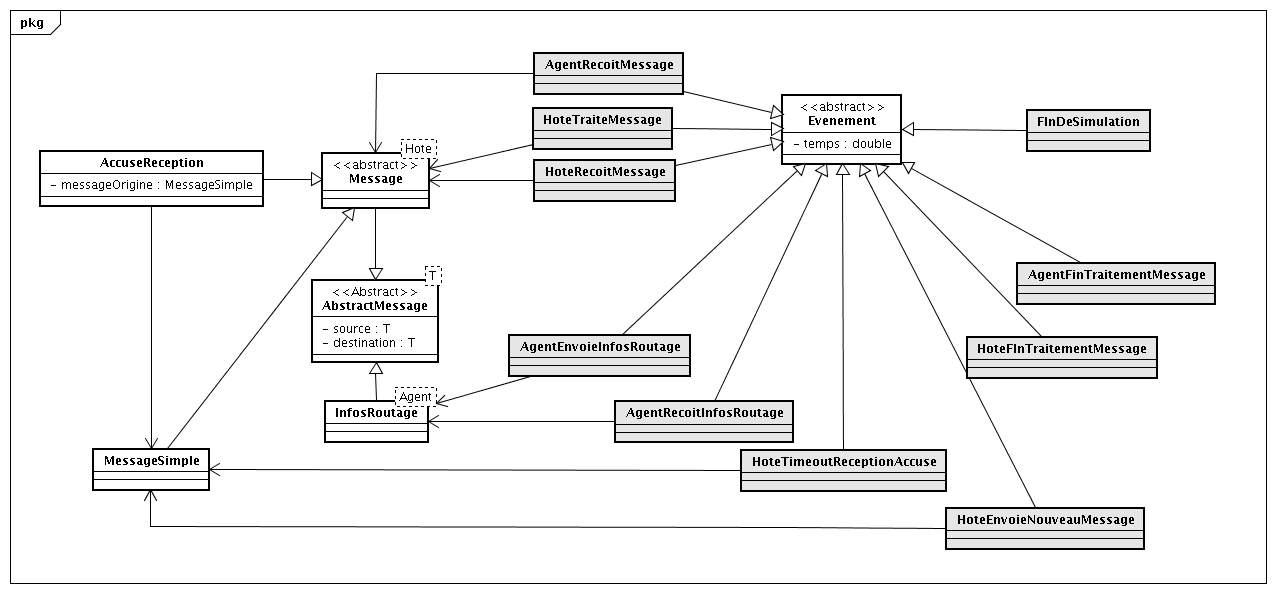 pkg
AgentRecoitMessage
<<abstract>>
Evenement
- temps : double
HoteTraiteMessage
FInDeSimulation
HoteRecoitMessage
AccuseReception
- messageOrigine : MessageSimple
Hote
<<abstract>>
Message
T
<<Abstract>>
AbstractMessage
- source : T
- destination : T
AgentFinTraitementMessage
AgentEnvoieInfosRoutage
HoteFInTraitementMessage
Agent
InfosRoutage
AgentRecoitInfosRoutage
MessageSimple
HoteTimeoutReceptionAccuse
HoteEnvoieNouveauMessage